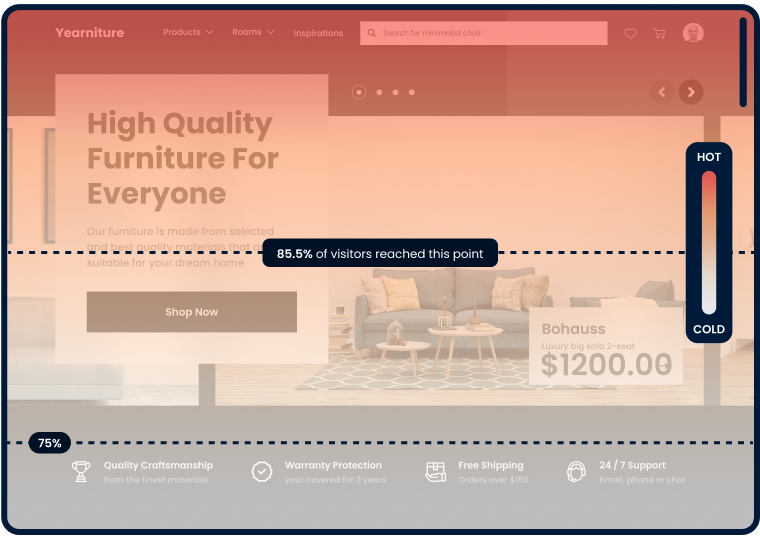 Yearniture
Products
Rooms
Inspirations
Search for minimalist chair
High Quality
Furniture For
Everyone
Our furniture is made from selected
and best quality materials that
suitable for your dream home
85.5% of visitors reached this point
Shop Now
HOT
COLD
Bohauss
Luxury big sofa 2-seat
$1200.00
75%
Quality Craftsmanship
from the finest materials
Warranty Protection
your covered for 2 years
Free Shipping
Orders over $150
24 / 7 Support
Email, phone or chat